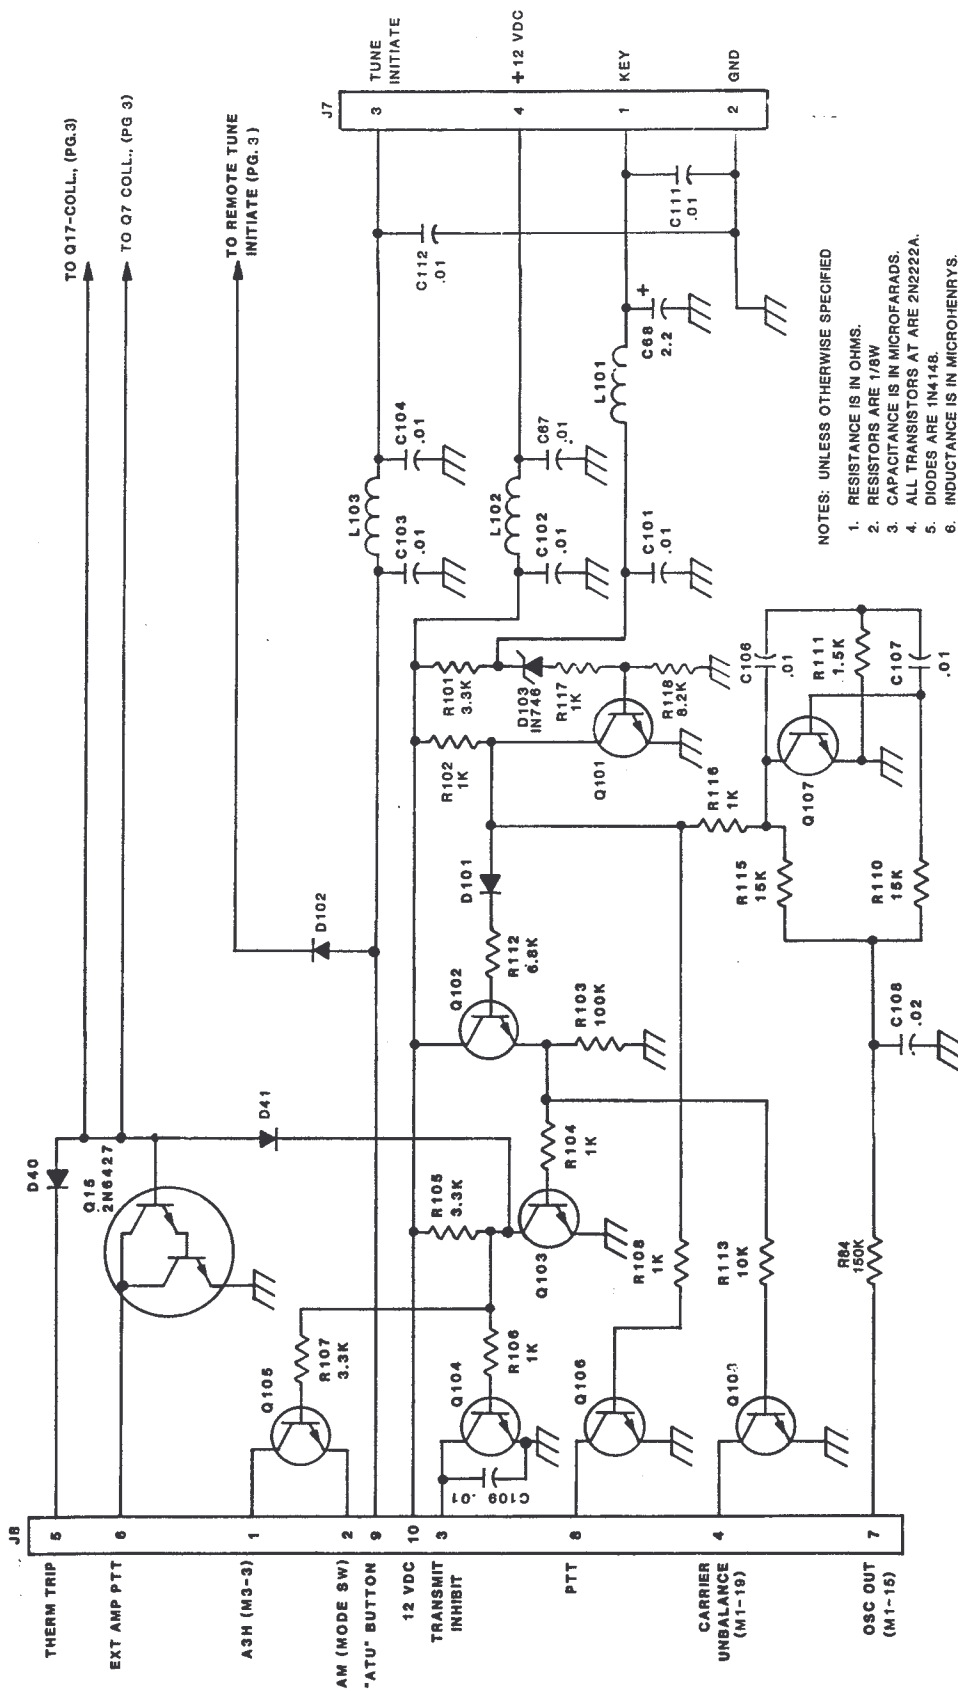 J8
THERM TRIP
5
EXT AMP PTT
6
A3H (M3-3)
1
AM (MODE SW)
2
"ATU" BUTTON
9
12 VDC
10
TRANSMIT
INHIBIT
3
PTT
8
CARRIER
UNBALANCE
(M1-19)
4
OSC OUT
(M1-15)
7
D40
Q15
2N6427
D41
TO Q17-COLL., (PG.3)
TO Q7 COLL., (PG 3)
TO REMOTE TUNE
INITIATE (PG. 3)
D102
Q105
R107
3.3K
Q104
R106
1K
C109 .01
R105
3.3K
Q103
R104
1K
Q102
R103
100K
R112
6.8K
D101
R102
1K
R101
3.3K
D103
IN746
R117
1K
R118
8.2K
Q101
Q106
R108
1K
R113
10K
R84
150K
C108
.02
R115
15K
R110
15K
R116
1K
Q107
C106
.01
R111
1.5K
C107
.01
L103
C103
.01
C104
.01
L102
C102
.01
C67
.01
L101
C101
.01
C68
2.2
+
C112
.01
C111
.01
J7
3
TUNE
INITIATE
4
+12 VDC
1
KEY
2
GND
NOTES: UNLESS OTHERWISE SPECIFIED
1. RESISTANCE IS IN OHMS.
2. RESISTORS ARE 1/8W
3. CAPACITANCE IS IN MICROFARADS.
4. ALL TRANSISTORS AT ARE 2N2222A.
5. DIODES ARE 1N4148.
6. INDUCTANCE IS IN MICROHENRYS.